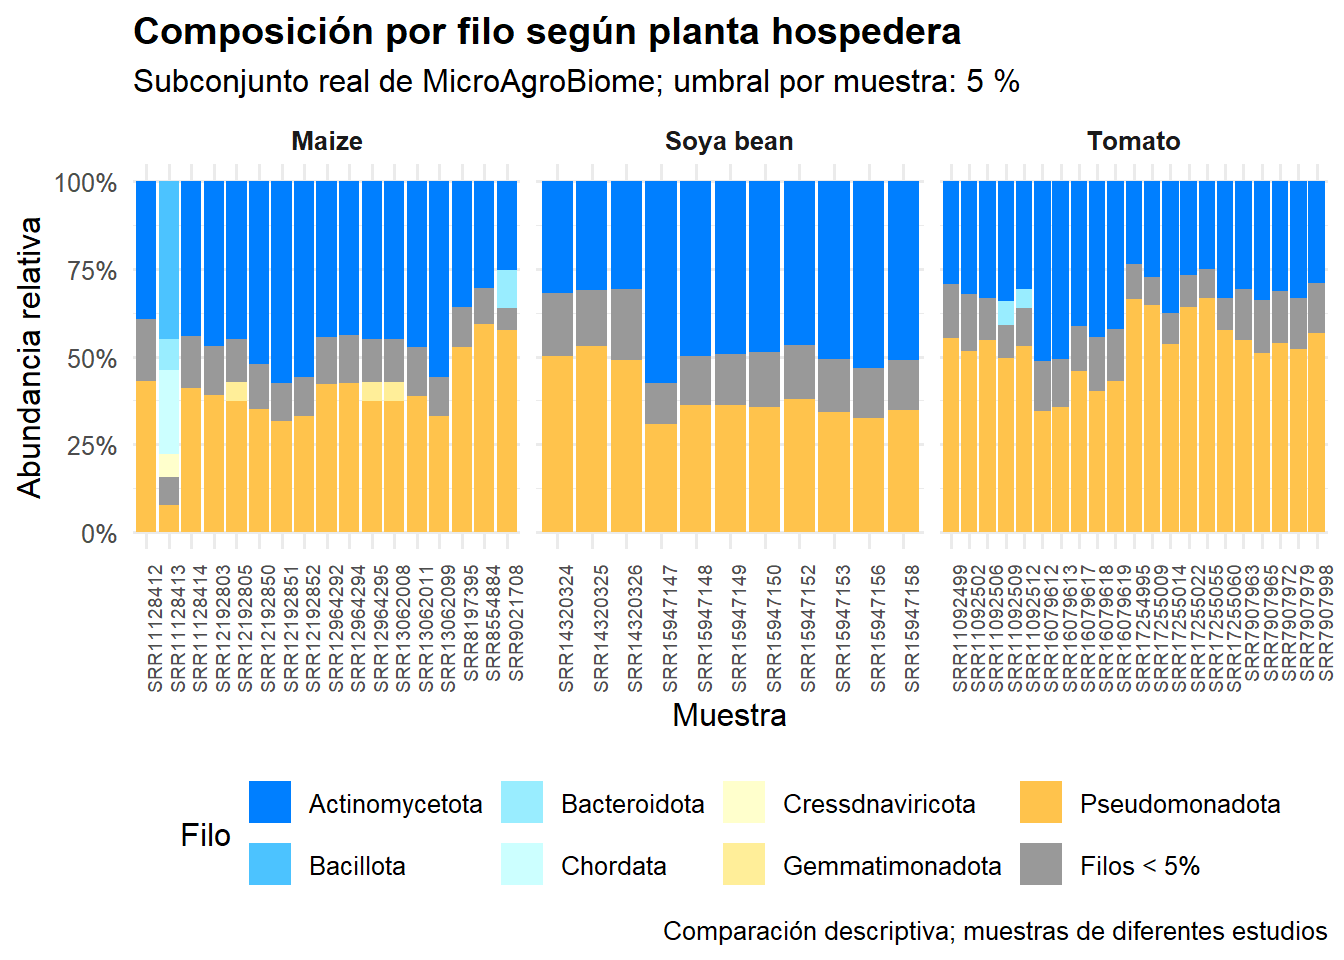 Composición por filo según planta hospedera
Subconjunto real de MicroAgroBiome; umbral por muestra: 5 %
Maize
Soya bean
Tomato
Abundancia relativa
100%
75%
50%
25%
0%
SRR11128412
SRR11128413
SRR11128414
SRR12192803
SRR12192805
SRR12192850
SRR12192851
SRR12192852
SRR12964292
SRR12964294
SRR12964295
SRR13062008
SRR13062011
SRR13062099
SRR8197395
SRR8554884
SRR9021708
SRR14320324
SRR14320325
SRR14320326
SRR15947147
SRR15947148
SRR15947149
SRR15947150
SRR15947152
SRR15947153
SRR15947156
SRR15947158
SRR11092499
SRR11092502
SRR11092506
SRR11092509
SRR11092512
SRR16079612
SRR16079613
SRR16079617
SRR16079618
SRR16079619
SRR17254995
SRR17255009
SRR17255014
SRR17255022
SRR17255055
SRR17255060
SRR7907963
SRR7907965
SRR7907972
SRR7907979
SRR7907998
Muestra
Filo
Actinomycetota
Bacteroidota
Cressdnaviricota
Pseudomonadota
Bacillota
Chordata
Gemmatimonadota
Filos < 5%
Comparación descriptiva; muestras de diferentes estudios